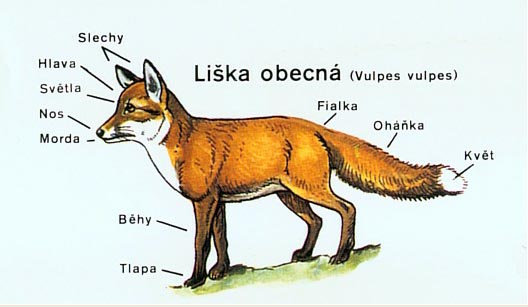 Slechy
Hlava
Světla
Nos
Morda
Liška obecná (Vulpes vulpes)
Fialka
Oháňka
Květ
Běhy
Tlapa